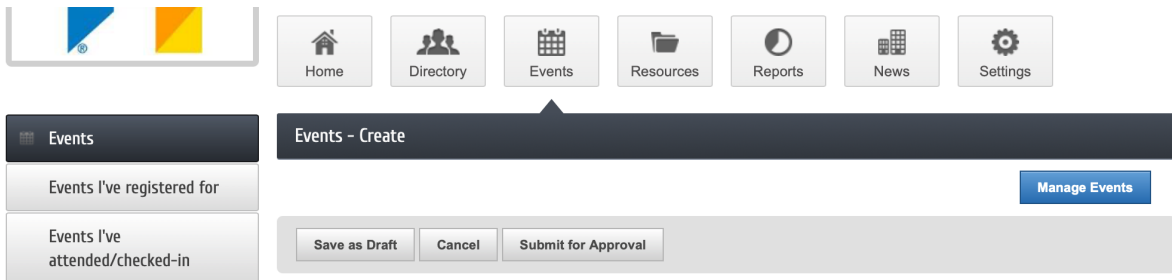 ®
Home
Directory
Events
Resources
Reports
News
Settings
Events
Events - Create
Events I've registered for
Manage Events
Events I've
attended/checked-in
Save as Draft
Cancel
Submit for Approval